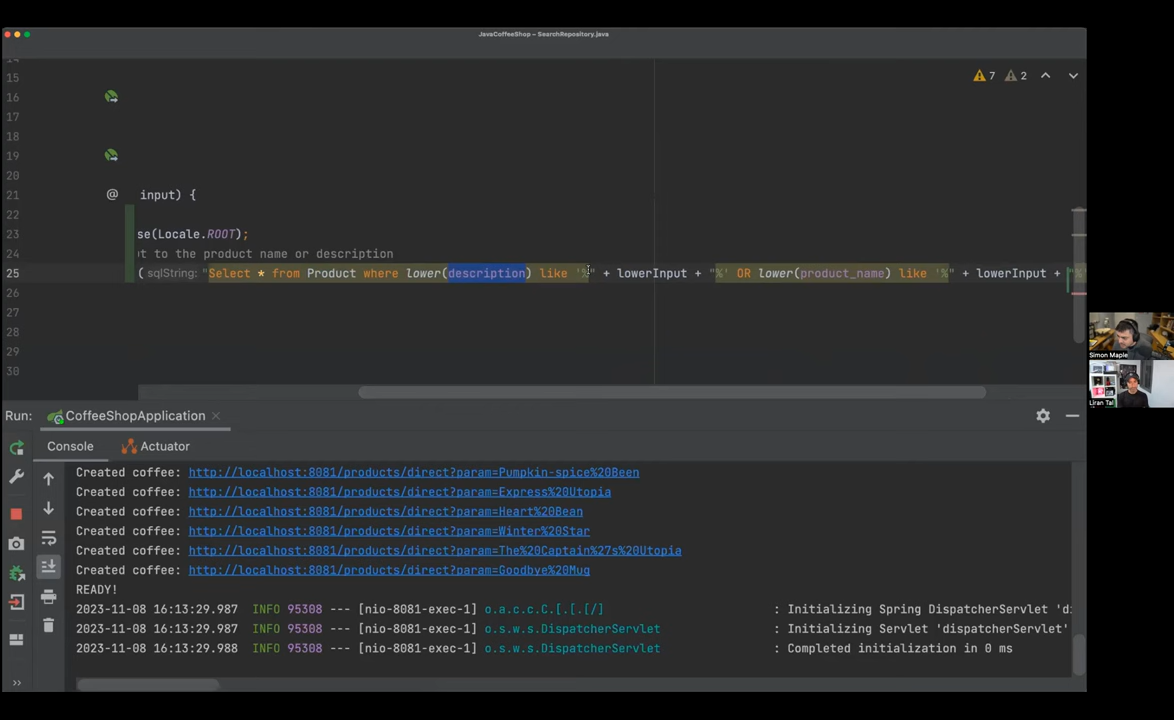 JavaCoffeeShop – SearchRepository.java
7 2
15
16
17
18
19
20
21 @ input) {
22
23 se(Locale.ROOT);
24 t to the product name or description
25 ( sqlString: "Select * from Product where lower(description) like '%" + lowerInput + "%' OR lower(product_name) like '%" + lowerInput + "%'
26
27
28
29
30
Simon Maple
Liran Tal
Run: CoffeeShopApplication ×
Console Actuator
Created coffee: http://localhost:8081/products/direct?param=Pumpkin-spice%20Been
Created coffee: http://localhost:8081/products/direct?param=Express%20Utopia
Created coffee: http://localhost:8081/products/direct?param=Heart%20Bean
Created coffee: http://localhost:8081/products/direct?param=Winter%20Star
Created coffee: http://localhost:8081/products/direct?param=The%20Captain%27s%20Utopia
Created coffee: http://localhost:8081/products/direct?param=Goodbye%20Mug
READY!
2023-11-08 16:13:29.987 INFO 95308 --- [nio-8081-exec-1] o.a.c.c.C.[.[.[/] : Initializing Spring DispatcherServlet 'di
2023-11-08 16:13:29.987 INFO 95308 --- [nio-8081-exec-1] o.s.w.s.DispatcherServlet : Initializing Servlet 'dispatcherServlet'
2023-11-08 16:13:29.988 INFO 95308 --- [nio-8081-exec-1] o.s.w.s.DispatcherServlet : Completed initialization in 0 ms